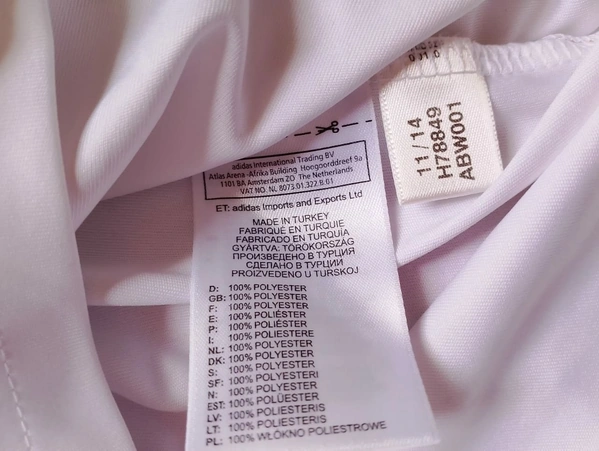 adidas International Trading BV
Atlas Arena -Afrika Building Hoogoorddreef 9a
1101 BA Amsterdam ZO The Netherlands
VAT NO. NL 8073.01.322.B.01
ET: adidas Imports and Exports Ltd
MADE IN TURKEY
FABRIQUÉ EN TURQUIE
FABRICADO EN TURQUÍA
GYÁRTVA: TÖRÖKORSZÁG
ПРОИЗВЕДЕНО В ТУРЦИИ
СДЕЛАНО В ТУРЦИИ
PROIZVEDENO U TURSKOJ
D: 100% POLYESTER
GB: 100% POLYESTER
F: 100% POLYESTER
E: 100% POLIÉSTER
P: 100% POLIÉSTER
I: 100% POLIESTERE
NL: 100% POLYESTER
DK: 100% POLYESTER
S: 100% POLYESTER
SF: 100% POLYESTERI
N: 100% POLYESTER
EST: 100% POLÜESTER
LV: 100% POLIESTERIS
LT: 100% POLIESTERIS
PL: 100% WŁÓKNO POLIESTROWE
11/14
H78849
ABW001